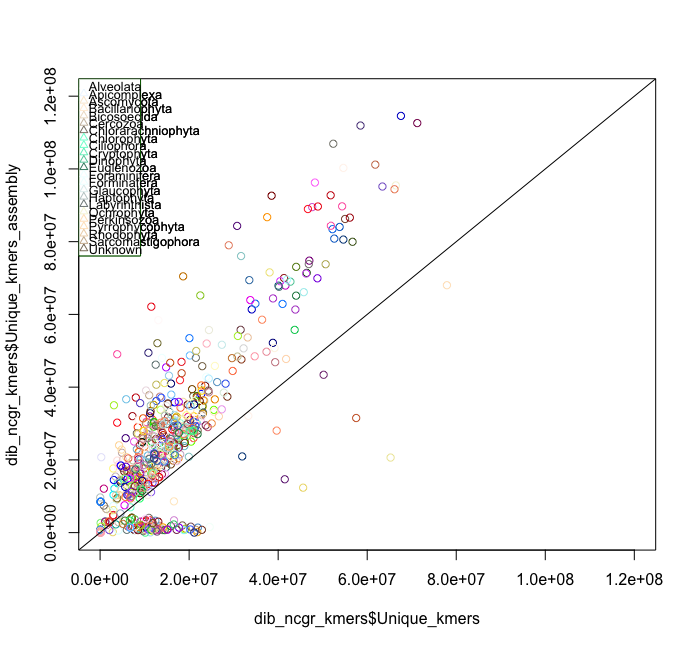 Alveolata
Apicomplexa
Ascomycota
Bacillariophyta
Bicosoecida
Cercozoa
Chlorarachniophyta
Chlorophyta
Ciliophora
Cryptophyta
Dinophyta
Euglenozoa
Foraminifera
Forminafera
Glaucophyta
Haptophyta
Labyrinthista
Ochrophyta
Perkinsozoa
Pyrrophycophyta
Rhodophyta
Sarcomastigophora
Unknown
dib_ncgr_kmers$Unique_kmers_assembly
1.2e+08
1.0e+08
8.0e+07
6.0e+07
4.0e+07
2.0e+07
0.0e+00
0.0e+00 2.0e+07 4.0e+07 6.0e+07 8.0e+07 1.0e+08 1.2e+08
dib_ncgr_kmers$Unique_kmers